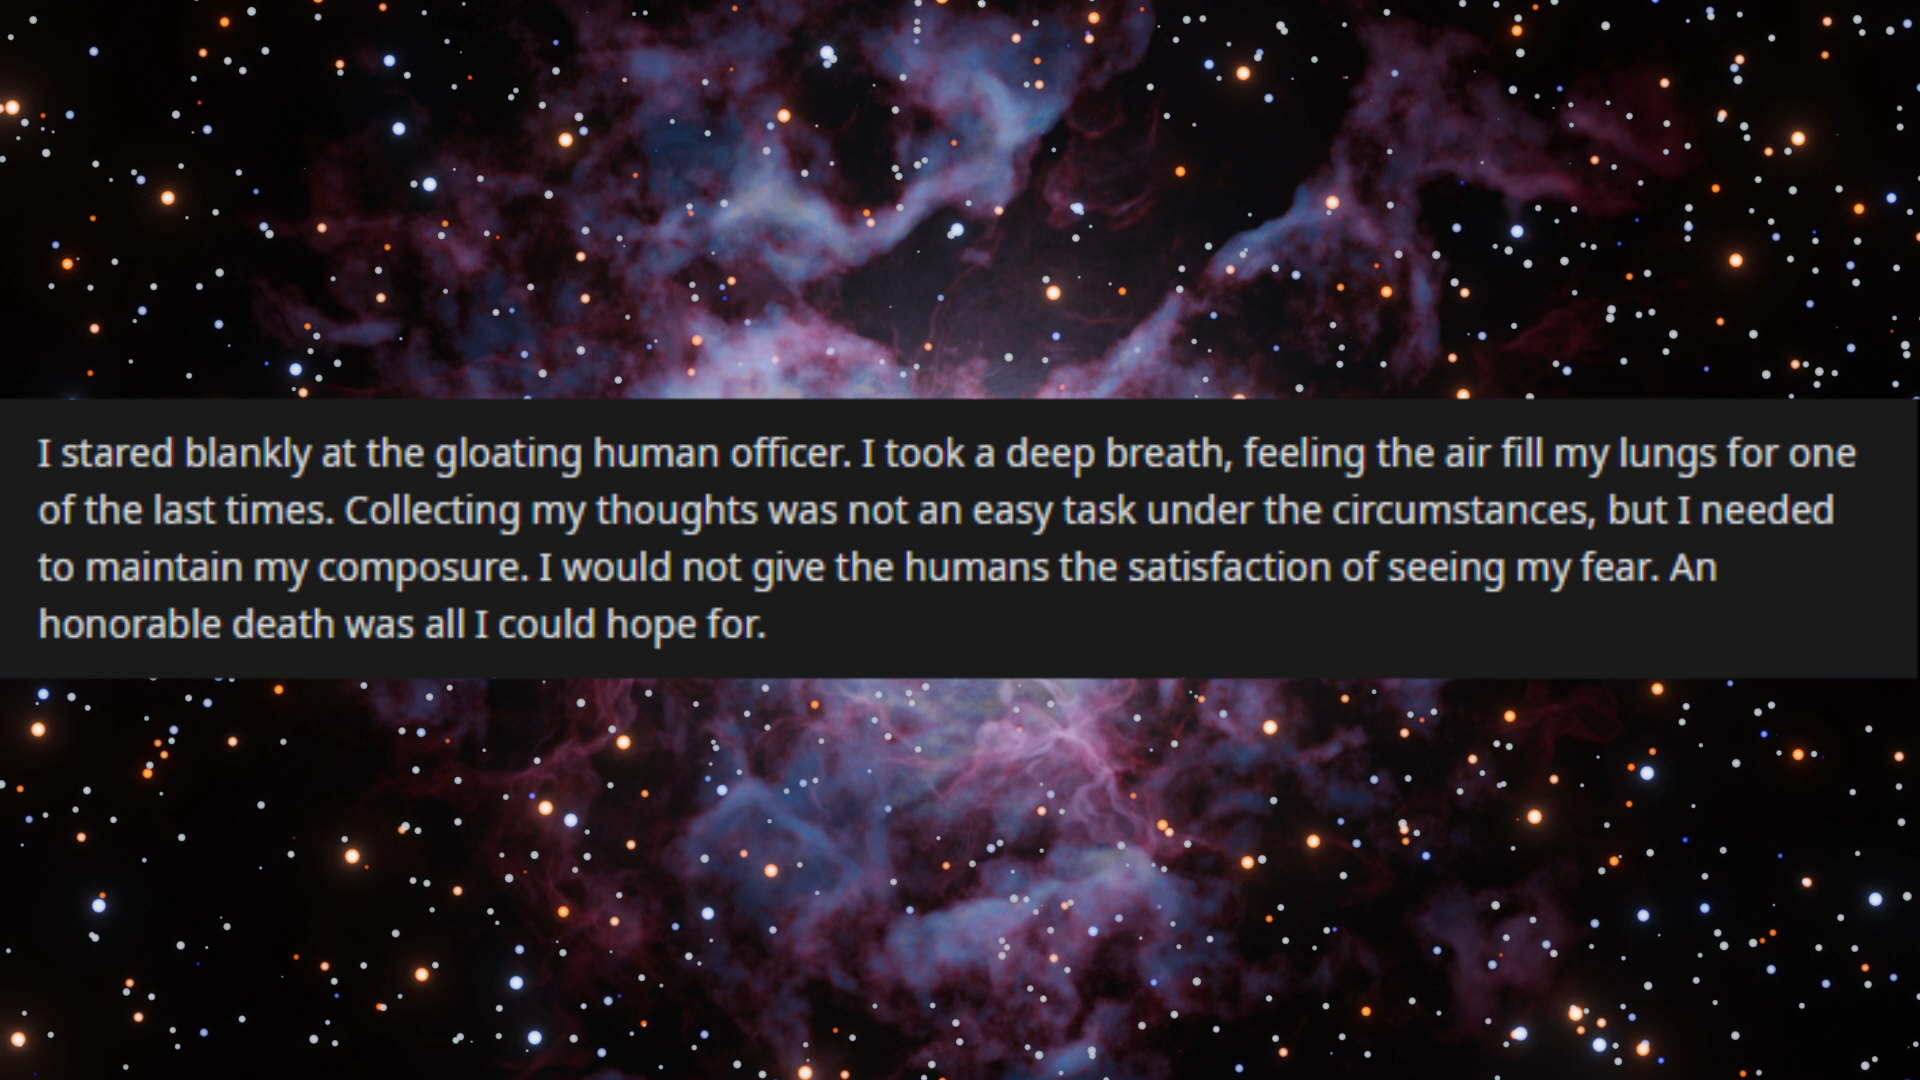 I stared blankly at the gloating human officer. I took a deep breath, feeling the air fill my lungs for one
of the last times. Collecting my thoughts was not an easy task under the circumstances, but I needed
to maintain my composure. I would not give the humans the satisfaction of seeing my fear. An
honorable death was all I could hope for.